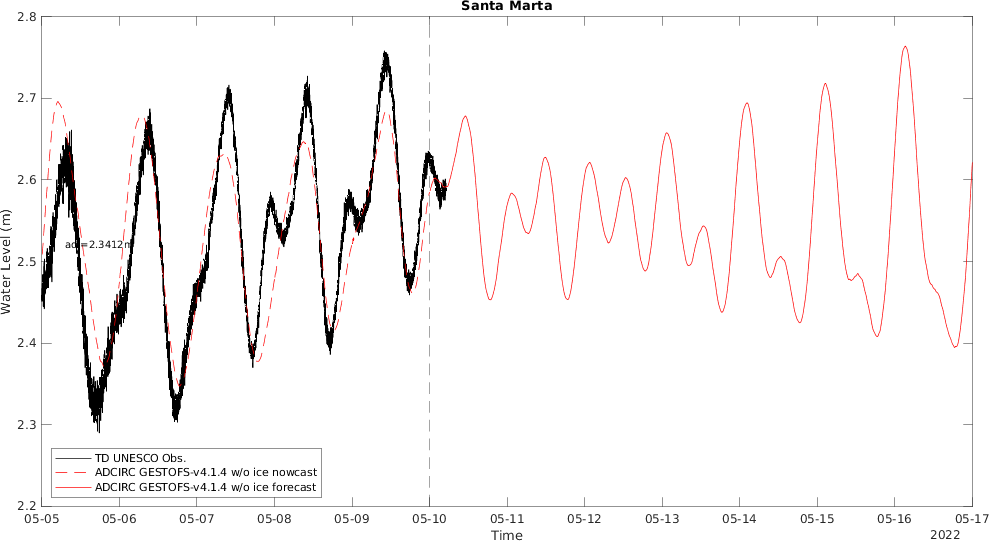 Santa Marta
2.8
2.7
2.6
2.5
2.4
2.3
2.2
Water Level (m)
=2.3412m
TD UNESCO Obs.
ADCIRC GESTOFS-v4.1.4 w/o ice nowcast
ADCIRC GESTOFS-v4.1.4 w/o ice forecast
05-05 05-06 05-07 05-08 05-09 05-10 05-11 05-12 05-13 05-14 05-15 05-16 05-17
Time
2022